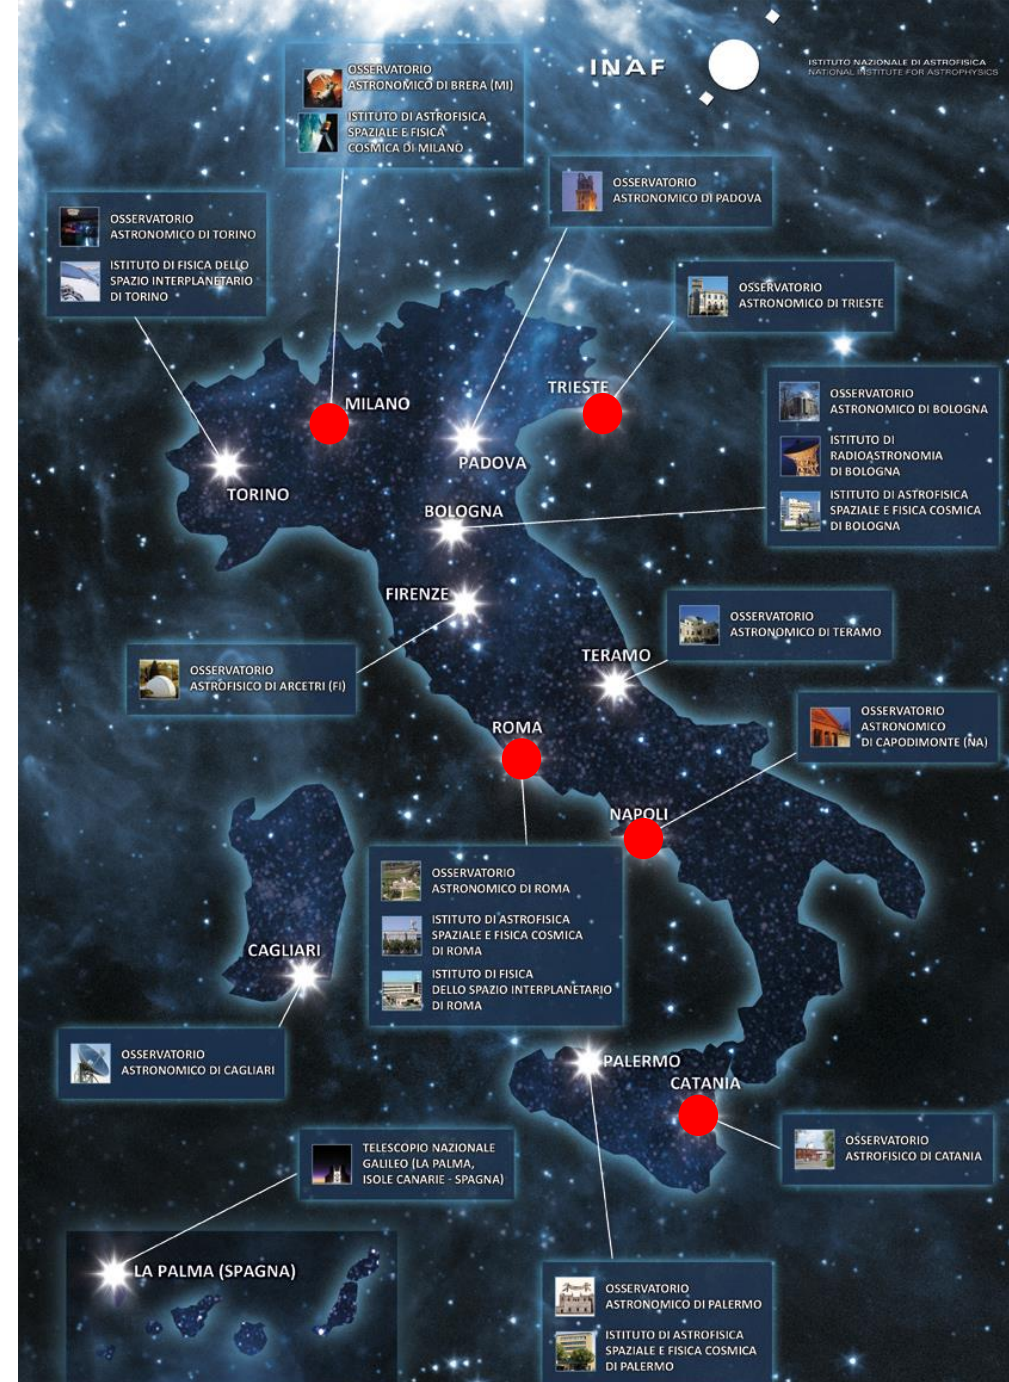 INAF
ISTITUTO NAZIONALE DI ASTROFISICA
NATIONAL INSTITUTE FOR ASTROPHYSICS
OSSERVATORIO
ASTRONOMICO DI BRERA (MI)
ISTITUTO DI ASTROFISICA
SPAZIALE E FISICA
COSMICA DI MILANO
OSSERVATORIO
ASTRONOMICO DI PADOVA
OSSERVATORIO
ASTRONOMICO DI TORINO
ISTITUTO DI FISICA DELLO
SPAZIO INTERPLANETARIO
DI TORINO
OSSERVATORIO
ASTRONOMICO DI TRIESTE
TRIESTE
MILANO
OSSERVATORIO
ASTRONOMICO DI BOLOGNA
ISTITUTO DI
RADIOASTRONOMIA
DI BOLOGNA
ISTITUTO DI ASTROFISICA
SPAZIALE E FISICA COSMICA
DI BOLOGNA
PADOVA
TORINO
BOLOGNA
FIRENZE
OSSERVATORIO
ASTRONOMICO DI TERAMO
TERAMO
OSSERVATORIO
ASTROFISICO DI ARCETRI (FI)
OSSERVATORIO
ASTRONOMICO
DI CAPODIMONTE (NA)
ROMA
NAPOLI
OSSERVATORIO
ASTRONOMICO DI ROMA
ISTITUTO DI ASTROFISICA
SPAZIALE E FISICA COSMICA
DI ROMA
ISTITUTO DI FISICA
DELLO SPAZIO INTERPLANETARIO
DI ROMA
CAGLIARI
OSSERVATORIO
ASTRONOMICO DI CAGLIARI
PALERMO
CATANIA
OSSERVATORIO
ASTROFISICO DI CATANIA
TELESCOPIO NAZIONALE
GALILEO (LA PALMA,
ISOLE CANARIE - SPAGNA)
LA PALMA (SPAGNA)
OSSERVATORIO
ASTRONOMICO DI PALERMO
ISTITUTO DI ASTROFISICA
SPAZIALE E FISICA COSMICA
DI PALERMO